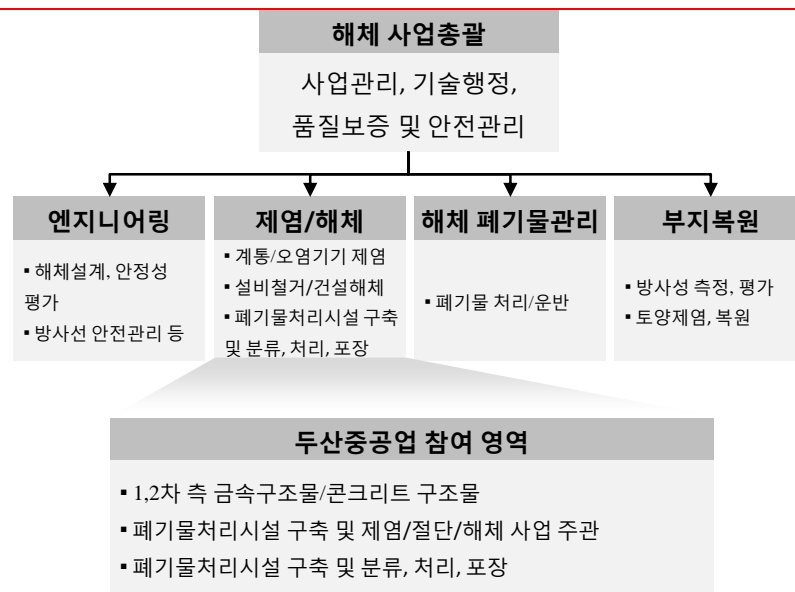 해체 사업총괄
사업관리, 기술행정,
품질보증 및 안전관리
엔지니어링
▪ 해체설계, 안정성
평가
▪ 방사선 안전관리 등
제염/해체
▪ 계통/오염기기 제염
▪ 설비철거/건설해체
▪ 폐기물처리시설 구축
및 분류, 처리, 포장
해체 폐기물관리
▪ 폐기물 처리/운반
부지복원
▪ 방사성 측정, 평가
▪ 토양제염, 복원
두산중공업 참여 영역
▪ 1,2차 측 금속구조물/콘크리트 구조물
▪ 폐기물처리시설 구축 및 제염/절단/해체 사업 주관
▪ 폐기물처리시설 구축 및 분류, 처리, 포장